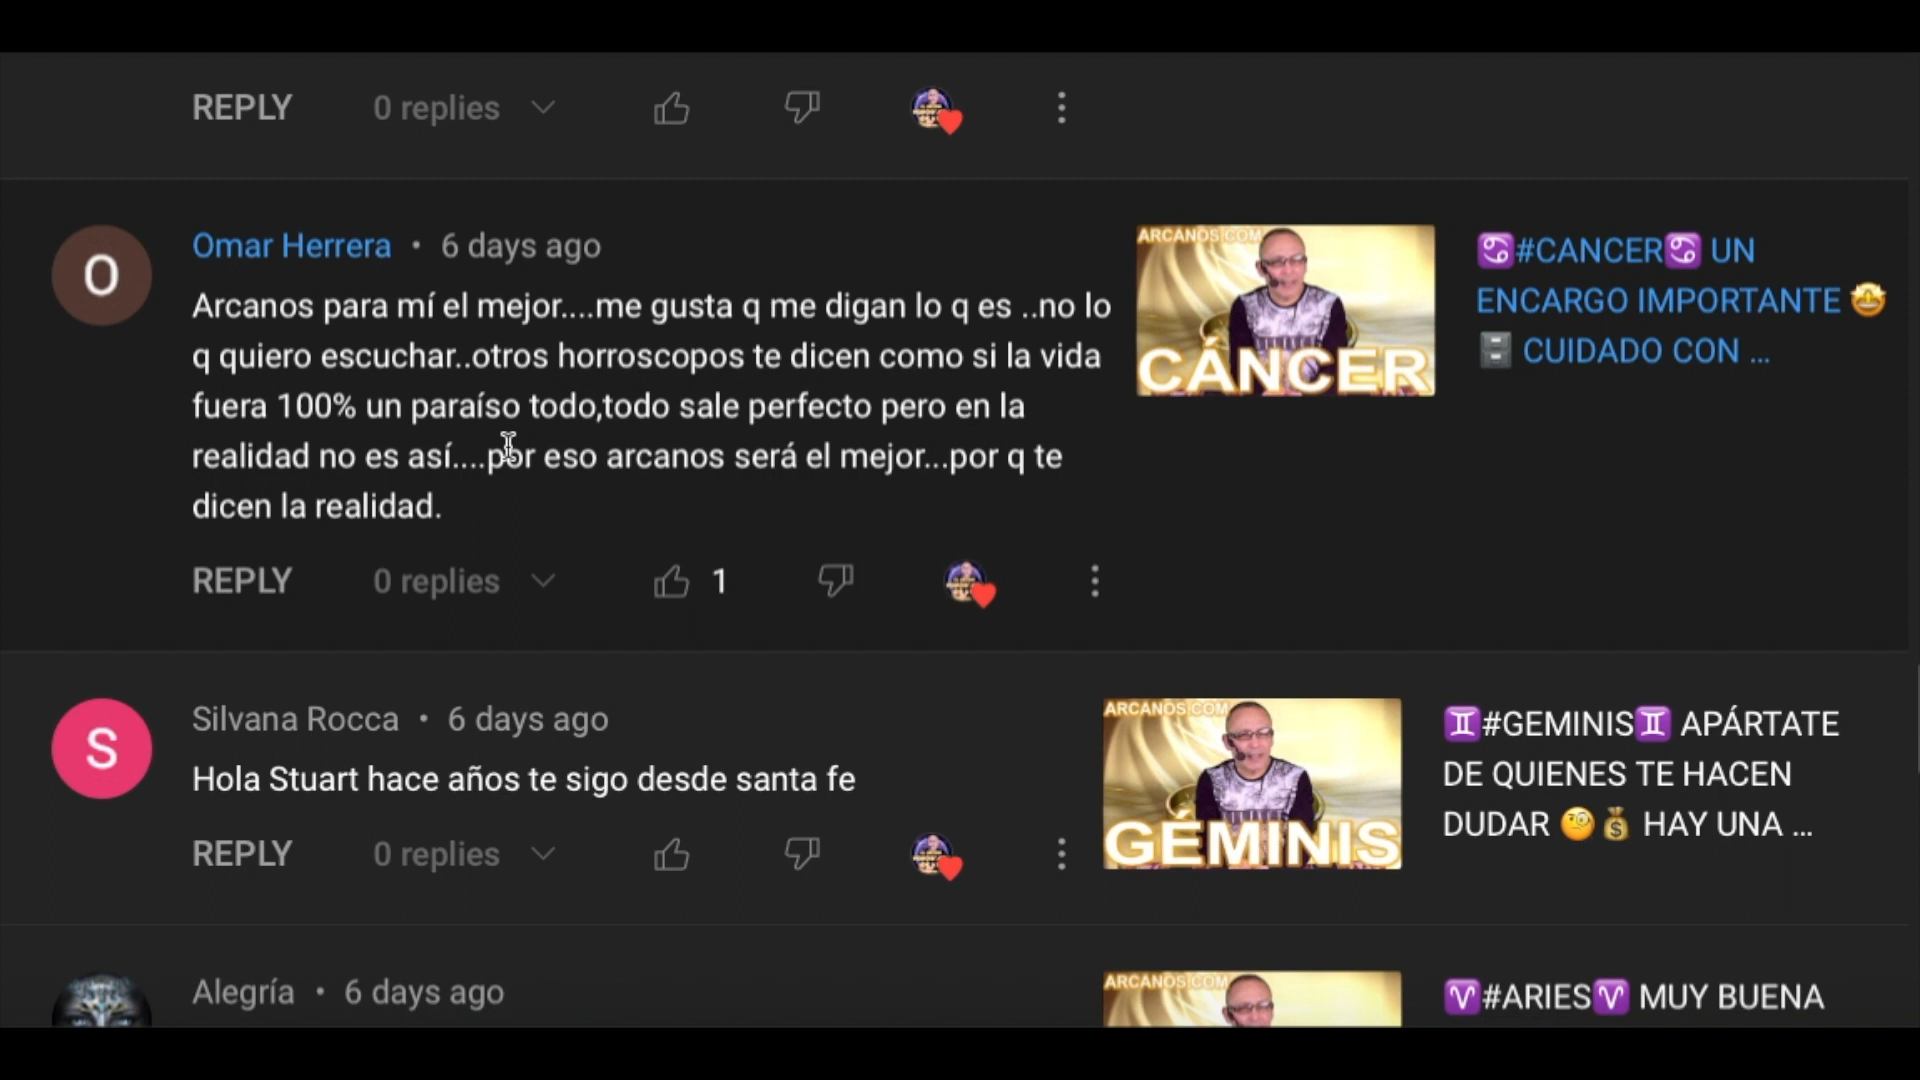 REPLY 0 replies
Omar Herrera • 6 days ago
Arcanos para mí el mejor....me gusta q me digan lo q es ..no lo
q quiero escuchar..otros horroscopos te dicen como si la vida
fuera 100% un paraíso todo,todo sale perfecto pero en la
realidad no es así....por eso arcanos será el mejor...por q te
dicen la realidad.
REPLY 0 replies 1
ARCANOS.COM
CÁNCER
♋#CANCER♋ UN
ENCARGO IMPORTANTE 🤩
🗄️ CUIDADO CON ...
Silvana Rocca • 6 days ago
Hola Stuart hace años te sigo desde santa fe
REPLY 0 replies
ARCANOS.COM
GÉMINIS
♊#GEMINIS♊ APÁRTATE
DE QUIENES TE HACEN
DUDAR 🧐💰 HAY UNA ...
Alegría • 6 days ago
ARCANOS.COM
♈#ARIES♈ MUY BUENA